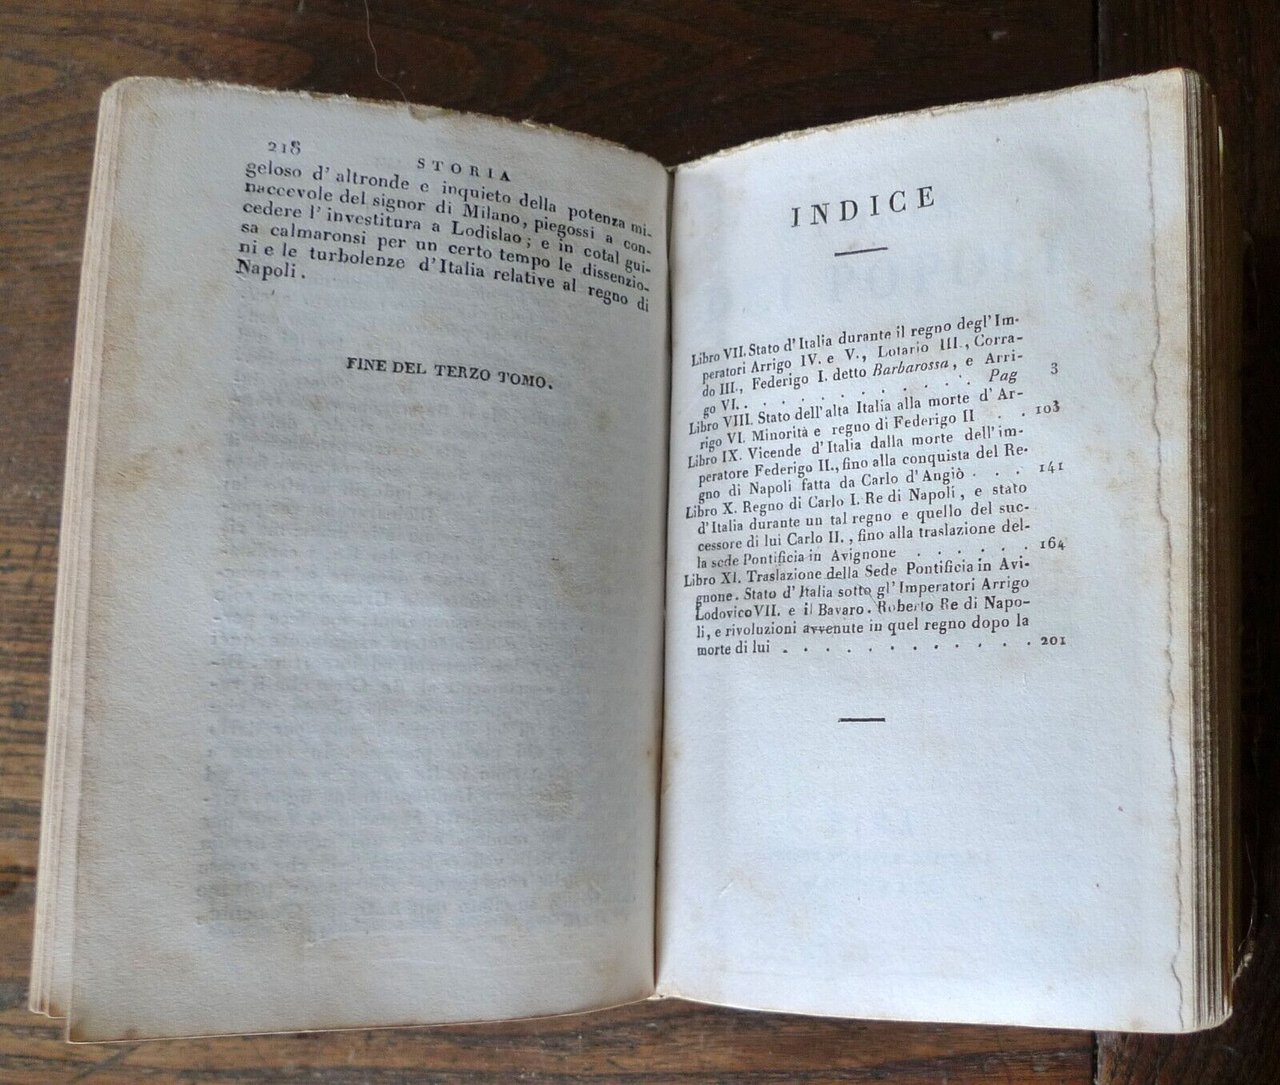 218 STORIA
geloso d' altronde e inquieto della potenza mi-
naccevole del signor di Milano, piegossi a con-
cedere l' investitura a Lodislao; e in cotal gui-
sa calmaronsi per un certo tempo le dissenzio-
ni e le turbolenze d'Italia relative al regno di
Napoli.
FINE DEL TERZO TOMO.
INDICE
Libro VII. Stato d' Italia durante il regno degl' Im-
peratori Arrigo IV. e V., Lotario III., Corra-
do III., Federigo I. detto Barbarossa, e Arri-
go VI. . . . . . . . . . . . Pag 3
Libro VIII. Stato dell' alta Italia alla morte d' Ar-
rigo VI. Minorità e regno di Federigo II . . 103
Libro IX. Vicende d' Italia dalla morte dell' im-
peratore Federigo II., fino alla conquista del Re-
gno di Napoli fatta da Carlo d' Angiò . . . 141
Libro X. Regno di Carlo I. Re di Napoli, e stato
d' Italia durante un tal regno e quello del suc-
cessore di lui Carlo II., fino alla traslazione del-
la sede Pontificia in Avignone . . . . . . 164
Libro XI. Traslazione della Sede Pontificia in Avi-
gnone. Stato d' Italia sotto gl' Imperatori Arrigo
Lodovico VII. e il Bavaro. Roberto Re di Napo-
li, e rivoluzioni avvenute in quel regno dopo la
morte di lui . . . . . . . . . . 201